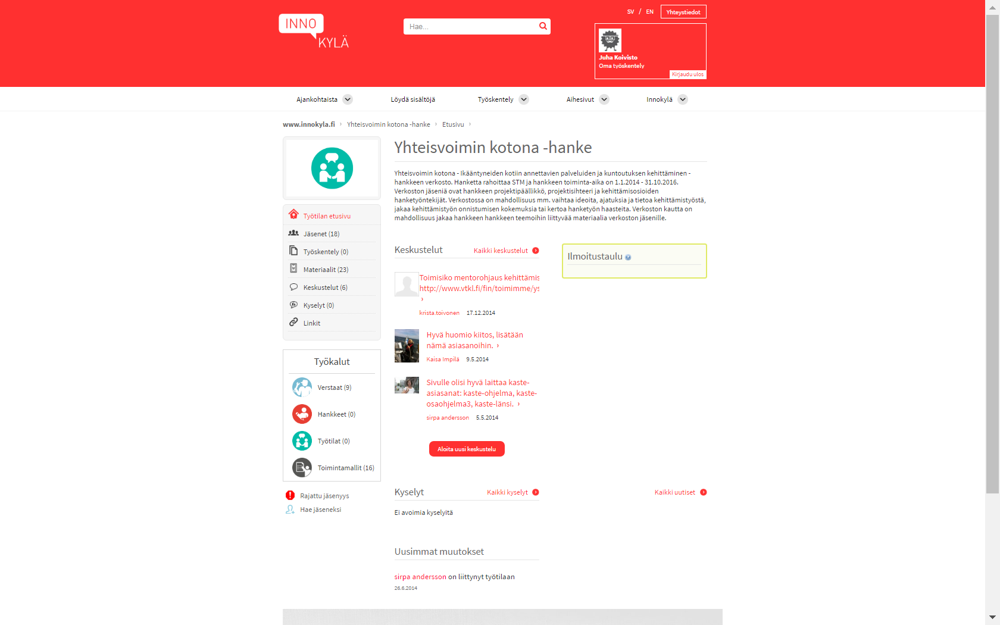 INNO
KYLÄ
Hae...
SV / EN Yhteystiedot
Juha Koivisto
Oma työskentely
Kirjaudu ulos
Ajankohtaista Löydä sisältöjä Työskentely Aihesivut Innokylä
www.innokyla.fi › Yhteisvoimin kotona -hanke › Etusivu ›
Työtilan etusivu
Jäsenet (18)
Työskentely (0)
Materiaalit (23)
Keskustelut (6)
Kyselyt (0)
Linkit
Työkalut
Verstaat (9)
Hankkeet (0)
Työtilat (0)
Toimintamallit (16)
Rajattu jäsenyys
Hae jäseneksi
Yhteisvoimin kotona -hanke
Yhteisvoimin kotona - Ikääntyneiden kotiin annettavien palveluiden ja kuntoutuksen kehittäminen -
hankkeen verkosto. Hanketta rahoittaa STM ja hankkeen toiminta-aika on 1.1.2014 - 31.10.2016.
Verkoston jäseniä ovat hankkeen projektipäällikkö, projektisihteeri ja kehittämisosioiden
hanketyöntekijät. Verkostossa on mahdollisuus mm. vaihtaa ideoita, ajatuksia ja tietoa kehittämistyöstä,
jakaa kehittämistyön onnistumisen kokemuksia tai kertoa hanketyön haasteita. Verkoston kautta on
mahdollisuus jakaa hankkeen hankkeen teemoihin liittyvää materiaalia verkoston jäsenille.
Keskustelut Kaikki keskustelut
Toimisiko mentorohjaus kehittämis
http://www.vtkl.fi/fin/toimimme/ys
›
krista.toivonen 17.12.2014
Hyvä huomio kiitos, lisätään
nämä asiasanoihin. ›
Kaisa Impilä 9.5.2014
Sivulle olisi hyvä laittaa kaste-
asiasanat: kaste-ohjelma, kaste-
osaohjelma3, kaste-länsi. ›
sirpa andersson 5.5.2014
Aloita uusi keskustelu
Ilmoitustaulu
Kyselyt Kaikki kyselyt
Ei avoimia kyselyitä
Kaikki uutiset
Uusimmat muutokset
sirpa andersson on liittynyt työtilaan
26.6.2014